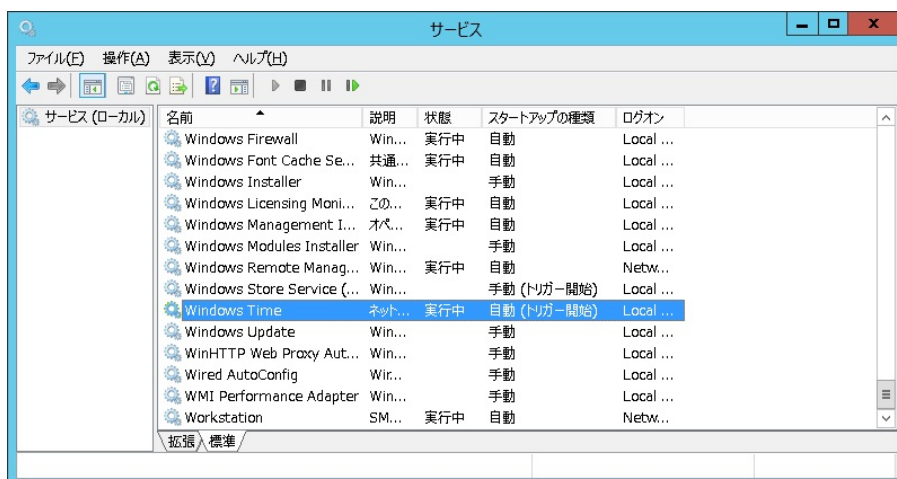 サービス
ファイル(F) 操作(A) 表示(V) ヘルプ(H)
サービス (ローカル)
名前 説明 状態 スタートアップの種類 ログオン
Windows Firewall Win... 実行中 自動 Local ...
Windows Font Cache Se... 共通... 実行中 自動 Local ...
Windows Installer Win... 手動 Local ...
Windows Licensing Moni... この... 実行中 自動 Local ...
Windows Management I... オペ... 実行中 自動 Local ...
Windows Modules Installer Win... 手動 Local ...
Windows Remote Manag... Win... 実行中 自動 Netw...
Windows Store Service (... Win... 手動 (トリガー開始) Local ...
Windows Time ネット... 実行中 自動 (トリガー開始) Local ...
Windows Update Win... 手動 Local ...
WinHTTP Web Proxy Aut... Win... 手動 Local ...
Wired AutoConfig Wir... 手動 Local ...
WMI Performance Adapter Win... 手動 Local ...
Workstation SM... 実行中 自動 Netw...
拡張 標準